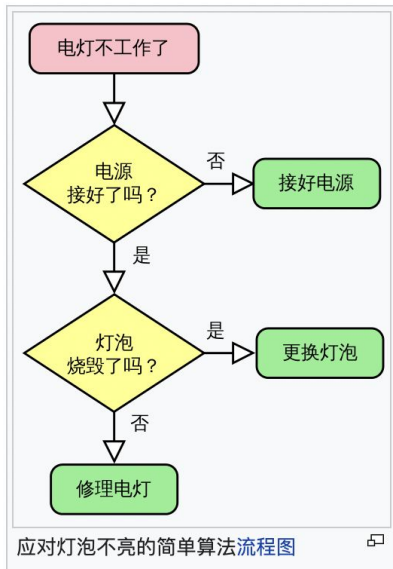 电灯不工作了
电源
接好了吗？
否
接好电源
是
灯泡
烧毁了吗？
是
更换灯泡
否
修理电灯
应对灯泡不亮的简单算法流程图